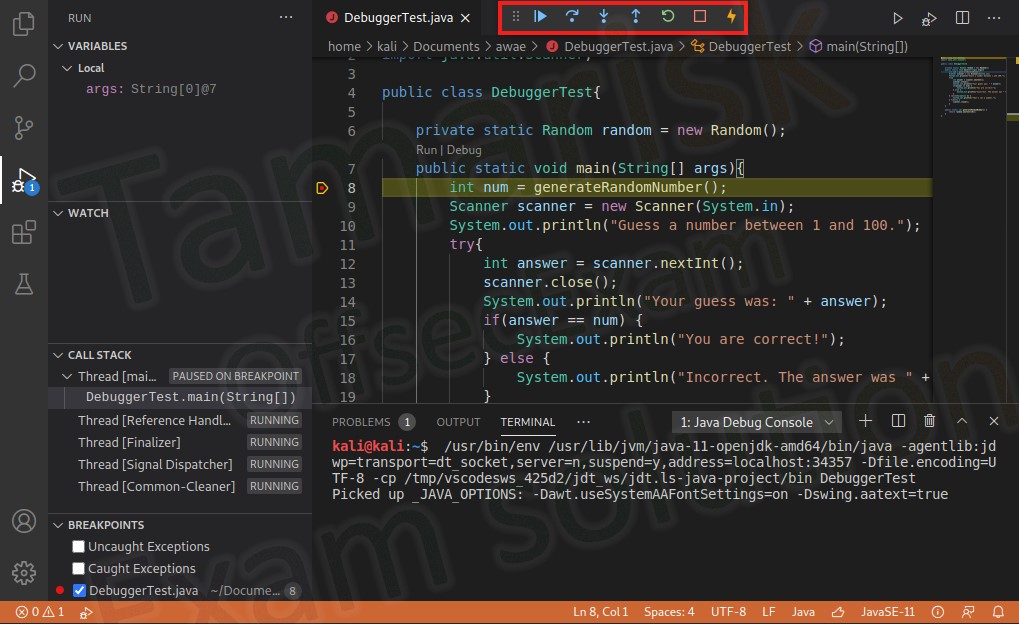 RUN
DebuggerTest.java
home > kali > Documents > awae > DebuggerTest.java > DebuggerTest > main(String[])
VARIABLES
Local
args: String[0]@7
WATCH
CALL STACK
Thread [mai... PAUSED ON BREAKPOINT
DebuggerTest.main(String[])
Thread [Reference Handl... RUNNING
Thread [Finalizer] RUNNING
Thread [Signal Dispatcher] RUNNING
Thread [Common-Cleaner] RUNNING
BREAKPOINTS
Uncaught Exceptions
Caught Exceptions
DebuggerTest.java ~/Docume... 8
1
2 import java.util.Scanner;
3
4 public class DebuggerTest{
5
6 private static Random random = new Random();
Run | Debug
7 public static void main(String[] args){
8 int num = generateRandomNumber();
9 Scanner scanner = new Scanner(System.in);
10 System.out.println("Guess a number between 1 and 100.");
11 try{
12 int answer = scanner.nextInt();
13 scanner.close();
14 System.out.println("Your guess was: " + answer);
15 if(answer == num) {
16 System.out.println("You are correct!");
17 } else {
18 System.out.println("Incorrect. The answer was " +
19 }
PROBLEMS 1 OUTPUT TERMINAL ... 1: Java Debug Console
kali@kali:~$ /usr/bin/env /usr/lib/jvm/java-11-openjdk-amd64/bin/java -agentlib:jd
wp=transport=dt_socket,server=n,suspend=y,address=localhost:34357 -Dfile.encoding=U
TF-8 -cp /tmp/vscodesws_425d2/jdt_ws/jdt.ls-java-project/bin DebuggerTest
Picked up _JAVA_OPTIONS: -Dawt.useSystemAAFontSettings=on -Dswing.aatext=true
0 1 Ln 8, Col 1 Spaces: 4 UTF-8 LF Java JavaSE-11
Tamarisk
@offsecexam
Exam Solution